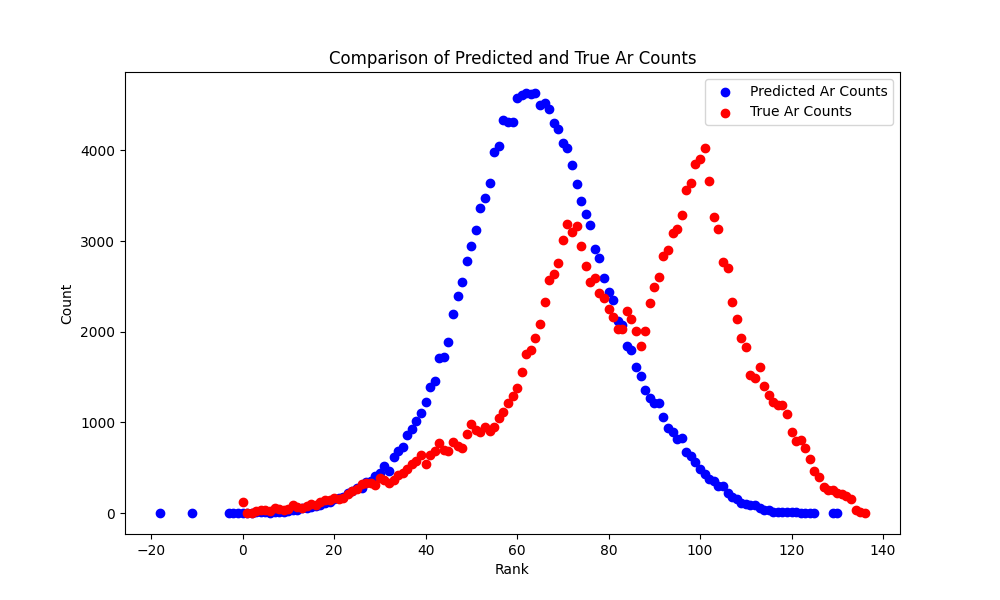 Comparison of Predicted and True Ar Counts
Predicted Ar Counts
True Ar Counts
Count
4000
3000
2000
1000
0
−20 0 20 40 60 80 100 120 140
Rank